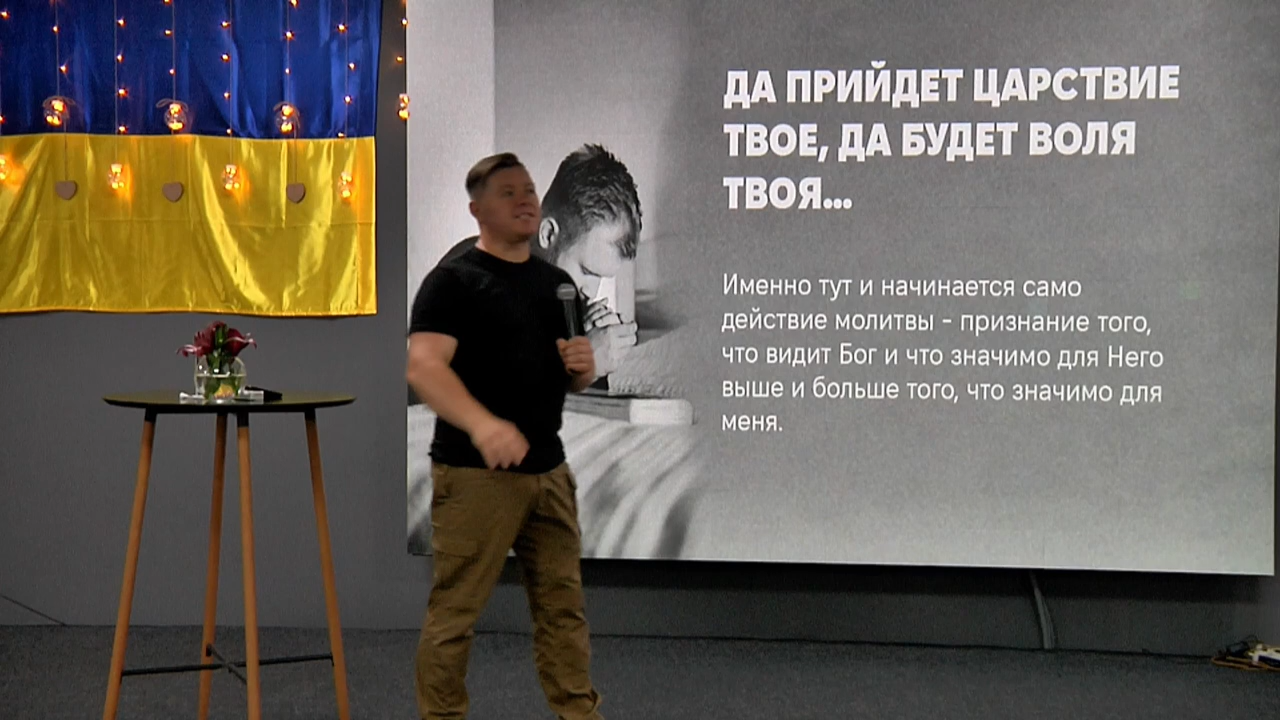 ДА ПРИЙДЕТ ЦАРСТВИЕ
ТВОЕ, ДА БУДЕТ ВОЛЯ
ТВОЯ...
Именно тут и начинается само
действие молитвы - признание того,
что видит Бог и что значимо для Него
выше и больше того, что значимо для
меня.